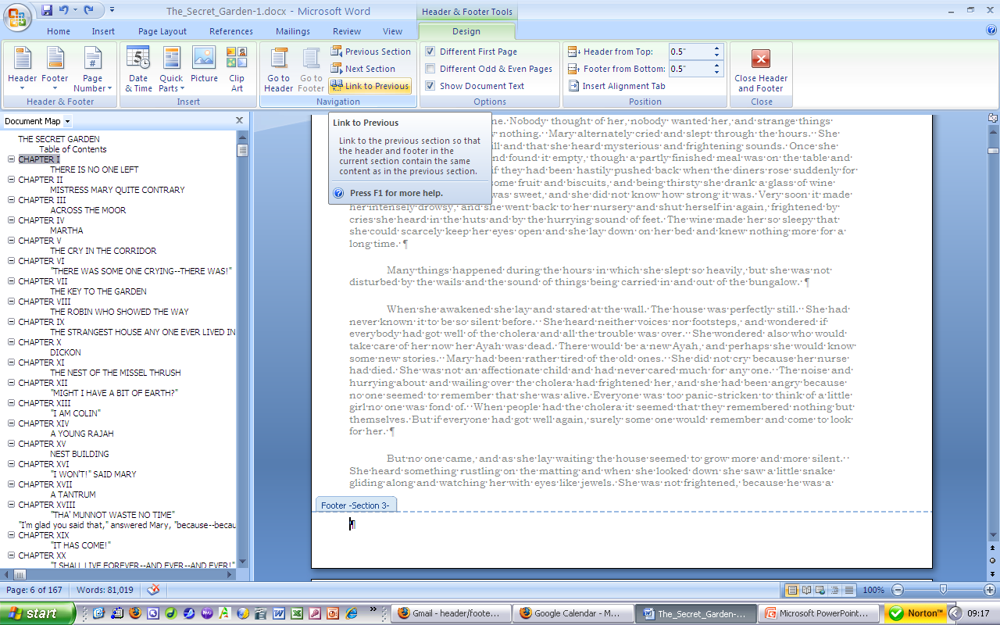 The_Secret_Garden-1.docx - Microsoft Word
Header & Footer Tools
Home Insert Page Layout References Mailings Review View Design
Header
Footer
Page Number
Header & Footer
Date & Time
Quick Parts
Picture
Clip Art
Insert
Go to Header
Go to Footer
Previous Section
Next Section
Link to Previous
Navigation
Different First Page
Different Odd & Even Pages
Show Document Text
Options
Header from Top: 0.5"
Footer from Bottom: 0.5"
Insert Alignment Tab
Position
Close Header and Footer
Close
Document Map
THE SECRET GARDEN
Table of Contents
CHAPTER I
THERE IS NO ONE LEFT
CHAPTER II
MISTRESS MARY QUITE CONTRARY
CHAPTER III
ACROSS THE MOOR
CHAPTER IV
MARTHA
CHAPTER V
THE CRY IN THE CORRIDOR
CHAPTER VI
"THERE WAS SOME ONE CRYING--THERE WAS!"
CHAPTER VII
THE KEY TO THE GARDEN
CHAPTER VIII
THE ROBIN WHO SHOWED THE WAY
CHAPTER IX
THE STRANGEST HOUSE ANY ONE EVER LIVED IN
CHAPTER X
DICKON
CHAPTER XI
THE NEST OF THE MISSEL THRUSH
CHAPTER XII
"MIGHT I HAVE A BIT OF EARTH?"
CHAPTER XIII
"I AM COLIN"
CHAPTER XIV
A YOUNG RAJAH
CHAPTER XV
NEST BUILDING
CHAPTER XVI
"I WON'T!" SAID MARY
CHAPTER XVII
A TANTRUM
CHAPTER XVIII
"THA' MUNNOT WASTE NO TIME"
"I'm glad you said that," answered Mary, "because--becau
CHAPTER XIX
"IT HAS COME!"
CHAPTER XX
"I SHALL LIVE FOREVER--AND EVER--AND EVER!"
Link to Previous
Link to the previous section so that
the header and footer in the
current section contain the same
content as in the previous section.
Press F1 for more help.
ne. Nobody thought of her, nobody wanted her, and strange things
y nothing. Mary alternately cried and slept through the hours. She
ill and that she heard mysterious and frightening sounds. Once she
and found it empty, though a partly finished meal was on the table and
if they had been hastily pushed back when the diners rose suddenly for
some fruit and biscuits, and being thirsty she drank a glass of wine
was sweet, and she did not know how strong it was. Very soon it made
her intensely drowsy, and she went back to her nursery and shut herself in again, frightened by
cries she heard in the huts and by the hurrying sound of feet. The wine made her so sleepy that
she could scarcely keep her eyes open and she lay down on her bed and knew nothing more for a
long time. ¶
Many things happened during the hours in which she slept so heavily, but she was not
disturbed by the wails and the sound of things being carried in and out of the bungalow. ¶
When she awakened she lay and stared at the wall. The house was perfectly still. She had
never known it to be so silent before. She heard neither voices nor footsteps, and wondered if
everybody had got well of the cholera and all the trouble was over. She wondered also who would
take care of her now her Ayah was dead. There would be a new Ayah, and perhaps she would know
some new stories. Mary had been rather tired of the old ones. She did not cry because her nurse
had died. She was not an affectionate child and had never cared much for any one. The noise and
hurrying about and wailing over the cholera had frightened her, and she had been angry because
no one seemed to remember that she was alive. Everyone was too panic-stricken to think of a little
girl no one was fond of. When people had the cholera it seemed that they remembered nothing but
themselves. But if everyone had got well again, surely some one would remember and come to look
for her. ¶
But no one came, and as she lay waiting the house seemed to grow more and more silent.
She heard something rustling on the matting and when she looked down she saw a little snake
gliding along and watching her with eyes like jewels. She was not frightened, because he was a
Footer -Section 3-
¶
Page: 6 of 167 Words: 81,019 100%
start
Gmail - header/foote...
Google Calendar - M...
The_Secret_Garden-...
Microsoft PowerPoint...
Norton™
09:17